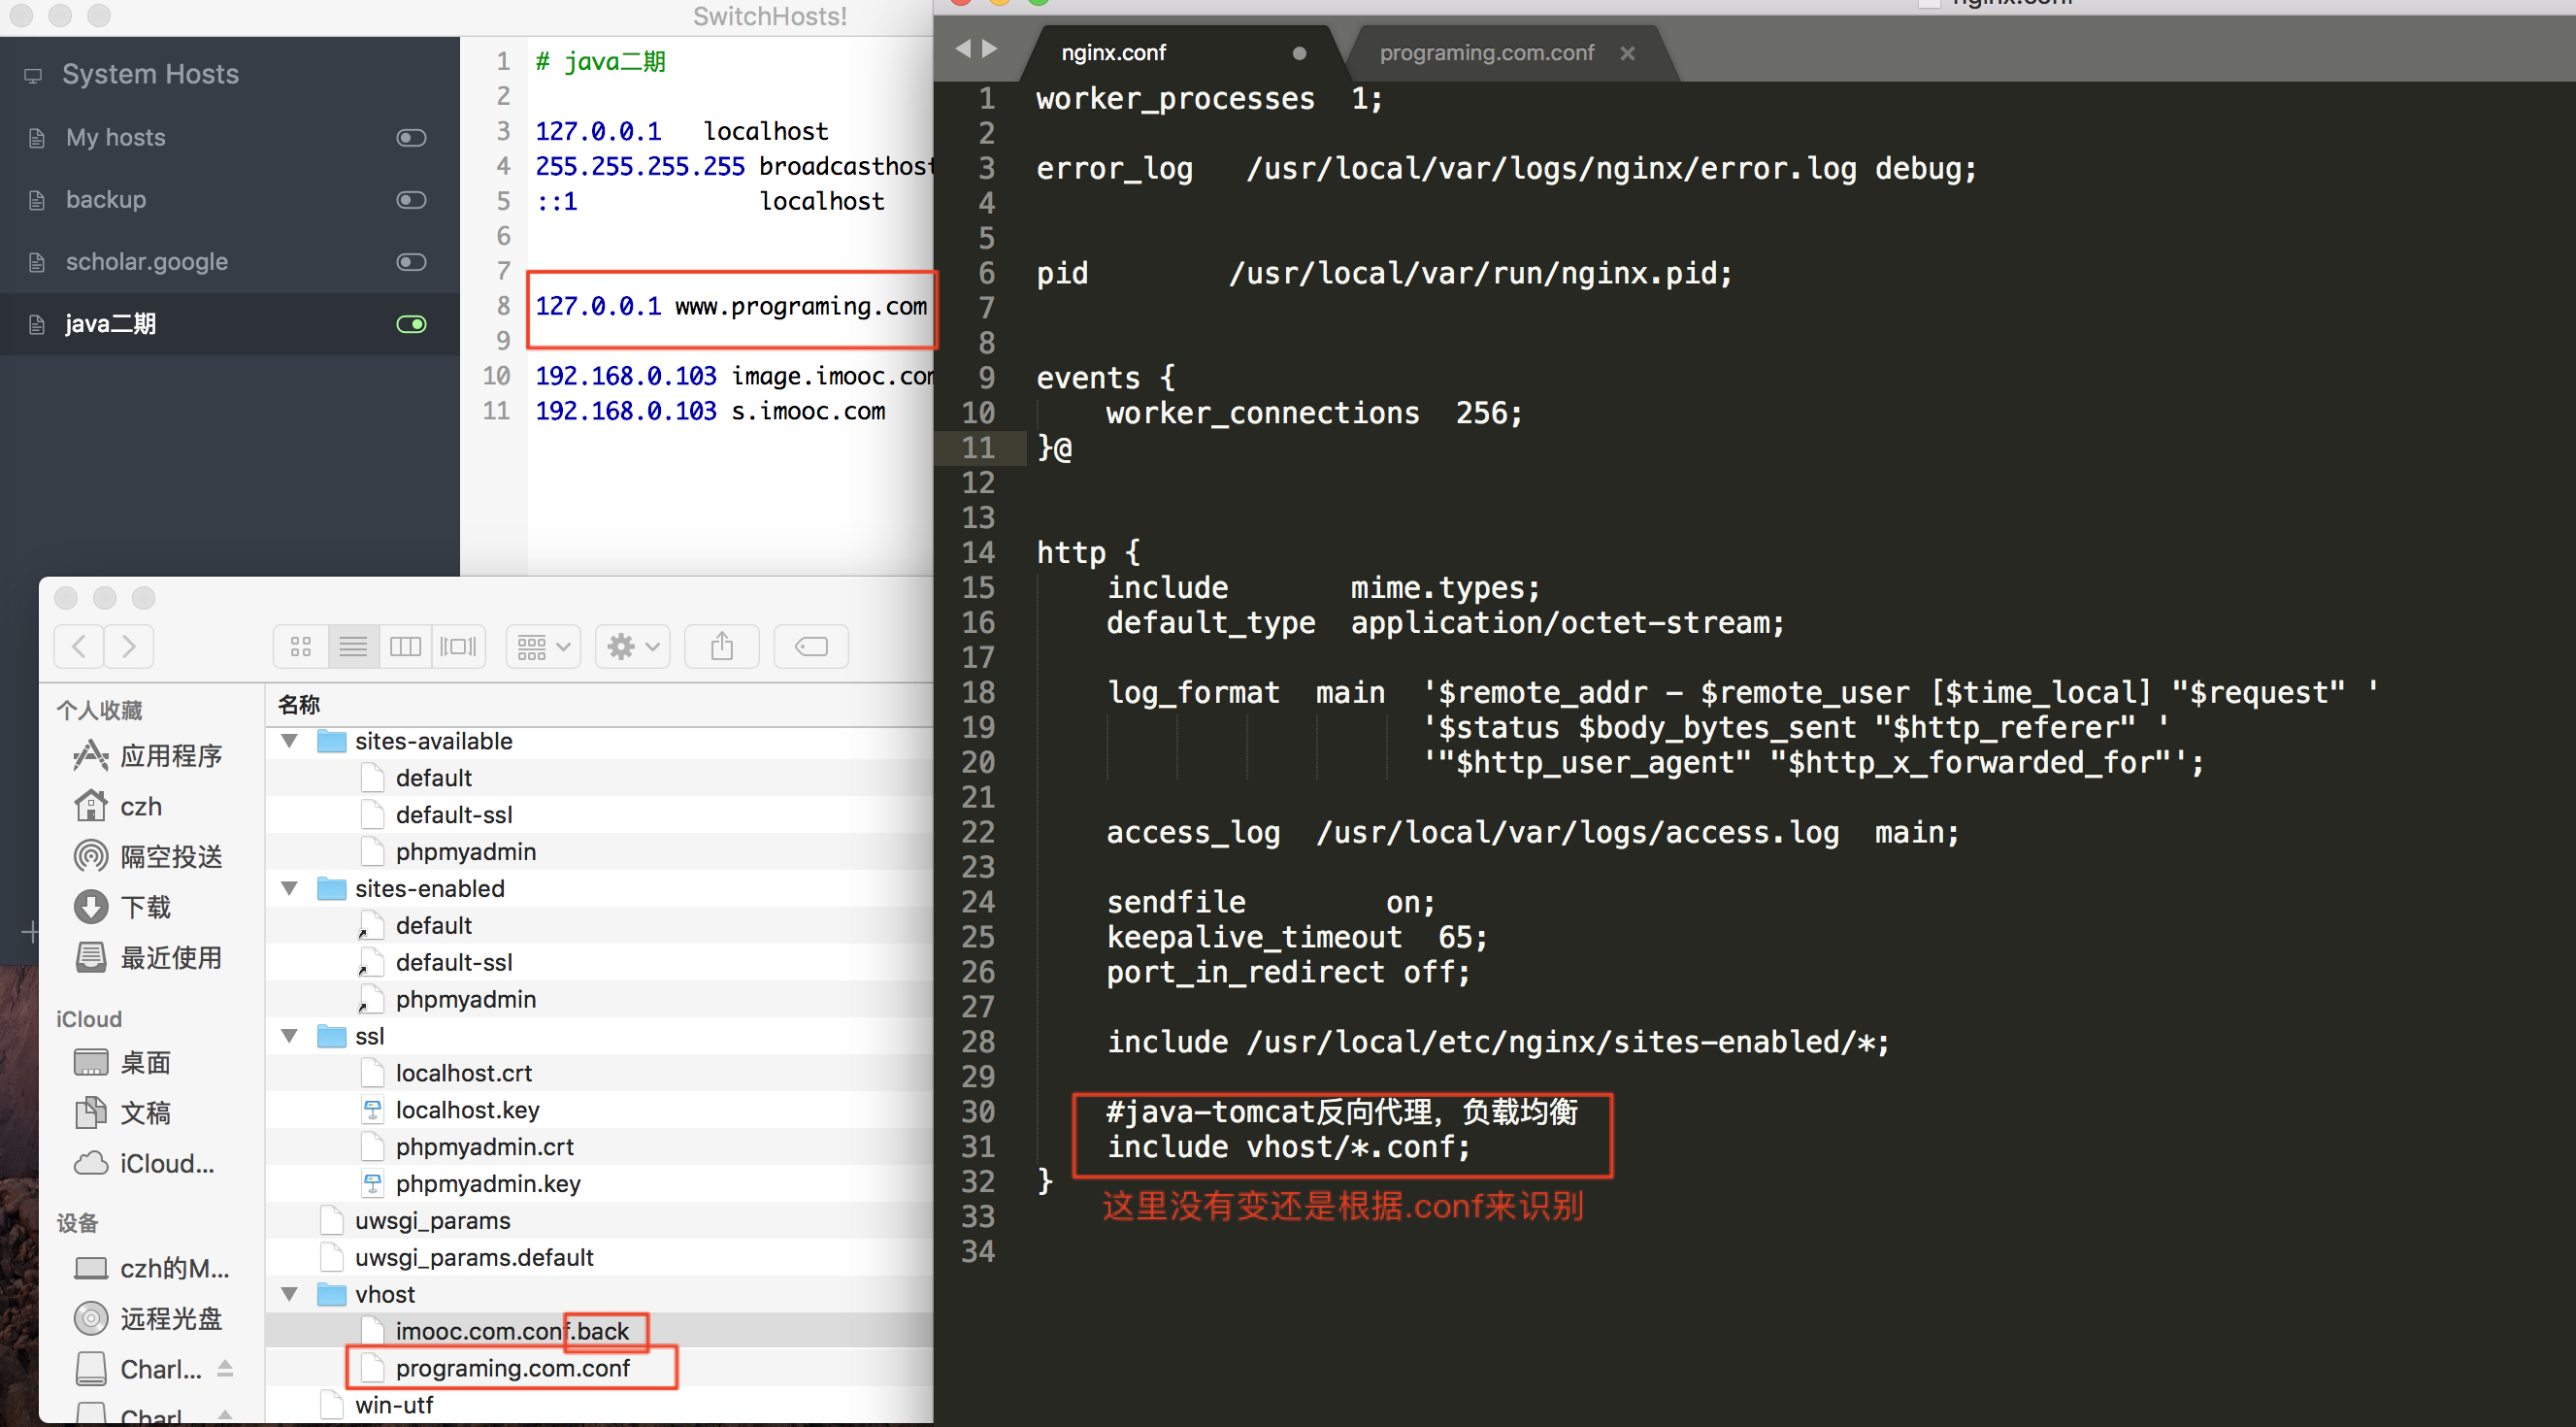 SwitchHosts!
System Hosts
My hosts
backup
scholar.google
java二期
1 # java二期
2
3 127.0.0.1 localhost
4 255.255.255.255 broadcasthost
5 ::1 localhost
6
7
8 127.0.0.1 www.programing.com
9
10 192.168.0.103 image.imooc.com
11 192.168.0.103 s.imooc.com
个人收藏
应用程序
czh
隔空投送
下载
最近使用
iCloud
桌面
文稿
iCloud...
设备
czh的M...
远程光盘
Charl...
Charl
名称
sites-available
default
default-ssl
phpmyadmin
sites-enabled
default
default-ssl
phpmyadmin
ssl
localhost.crt
localhost.key
phpmyadmin.crt
phpmyadmin.key
uwsgi_params
uwsgi_params.default
vhost
imooc.com.conf.back
programing.com.conf
win-utf
nginx.conf
nginx.conf
programing.com.conf
1 worker_processes 1;
2
3 error_log /usr/local/var/logs/nginx/error.log debug;
4
5
6 pid /usr/local/var/run/nginx.pid;
7
8
9 events {
10 worker_connections 256;
11 }@
12
13
14 http {
15 include mime.types;
16 default_type application/octet-stream;
17
18 log_format main '$remote_addr - $remote_user [$time_local] "$request" '
19 '$status $body_bytes_sent "$http_referer" '
20 '"$http_user_agent" "$http_x_forwarded_for"';
21
22 access_log /usr/local/var/logs/access.log main;
23
24 sendfile on;
25 keepalive_timeout 65;
26 port_in_redirect off;
27
28 include /usr/local/etc/nginx/sites-enabled/*;
29
30 #java-tomcat反向代理，负载均衡
31 include vhost/*.conf;
32 }
33
这里没有变还是根据.conf来识别
34